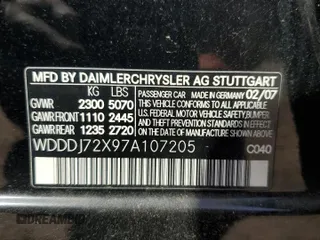 MFD BY DAIMLERCHRYSLER AG STUTTGART
KG LBS
GVWR 2300 5070
GAWR FRONT 1110 2445
GAWR REAR 1235 2720
PASSENGER CAR MADE IN GERMANY 02/07
THIS VEHICLE CONFORMS TO ALL APPLICABLE
U.S. FEDERAL MOTOR VEHICLE SAFETY, BUMPER,
AND THEFT PREVENTION STANDARDS IN
EFFECT ON THE DATE OF MANUFACTURE
SHOWN ABOVE.
WDDDJ72X97A107205
C040